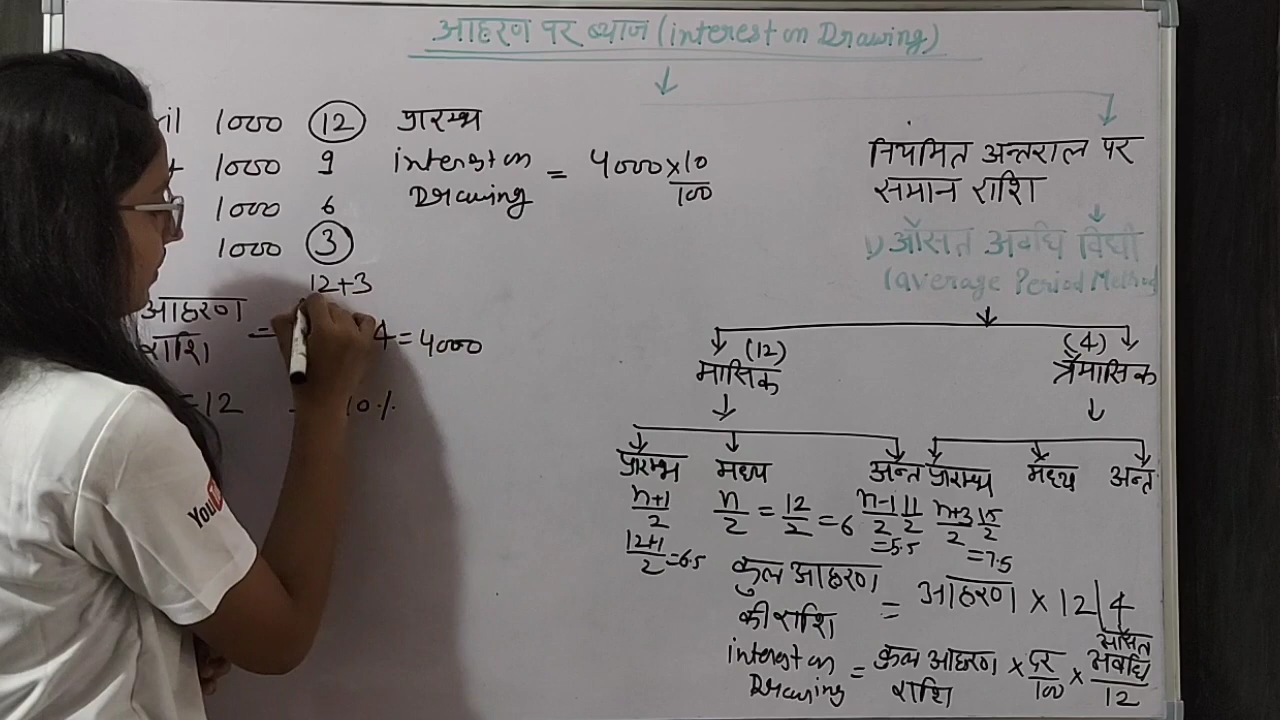 आहरण पर ब्याज (interest on Drawing)
1000 12 प्रारम्भ
1000 9
1000 6
1000 3
12+3
interest on Drawing = 4000 × 10/100
आहरण राशि = 4 = 4000
= 12 10%
नियमित अन्तराल पर
समान राशि
1) औसत अवधि विधी
(average Period Method
(12) मासिक
(4) त्रैमासिक
प्रारम्भ मध्य अन्त
n+1/2 n/2 = 12/2 = 6 n-1/2 11/2 = 5.5
12+1/2 = 6.5
प्रारम्भ मध्य अन्त
n+3/2 15/2 = 7.5
कुल आहरण की राशि = आहरण × 12/4
interest on Drawing = कुल आहरण राशि × दर/100 × औसत अवधि/12
YouT